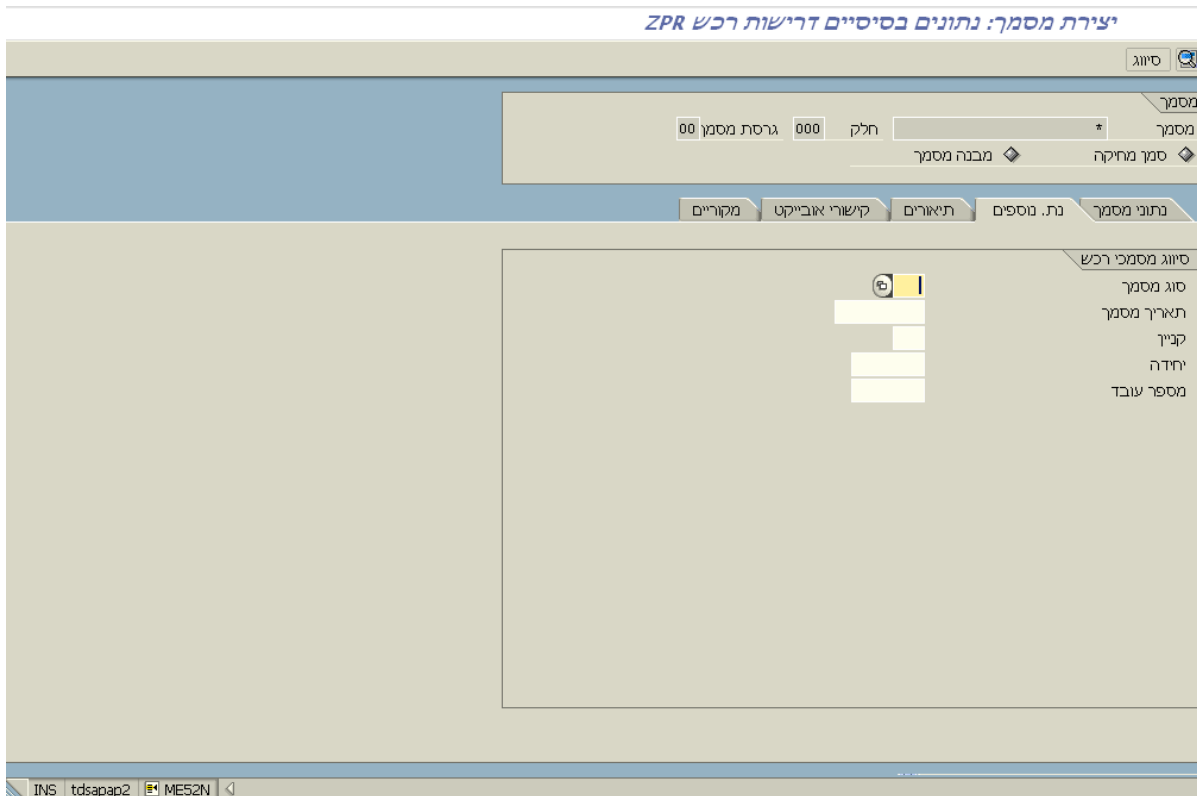 יצירת מסמך: נתונים בסיסיים דרישות רכש ZPR
סיווג
מסמך
מסמך * חלק 000 גרסת מסמך 00
סמן מחיקה מבנה מסמך
נתוני מסמך נת. נוספים תיאורים קישורי אובייקט מקוריים
סיווג מסמכי רכש
סוג מסמך
תאריך מסמך
קניין
יחידה
מספר עובד
INS tdsapap2 ME52N